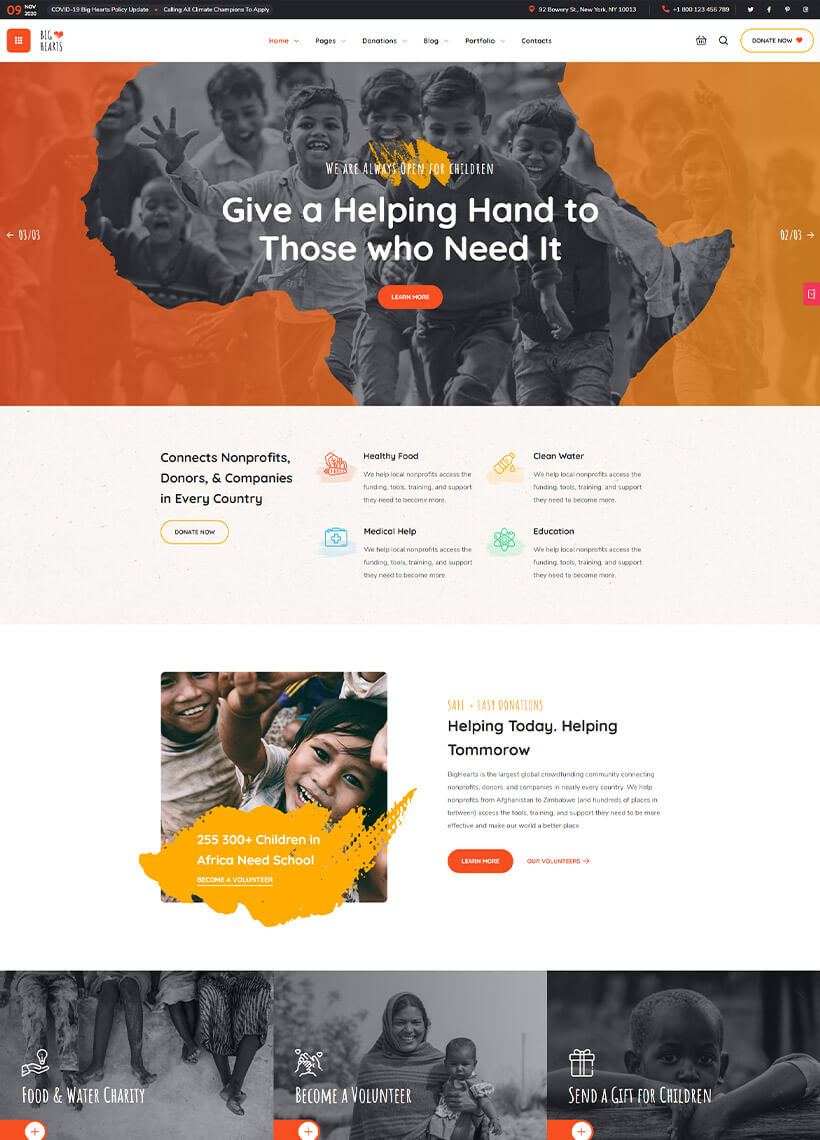 09 NOV 2020
COVID-19 Big Hearts Policy Update • Calling All Climate Champions To Apply
92 Bowery St., New York, NY 10013
+1 800 123 456 789
BIG HEARTS
Home Pages Donations Blog Portfolio Contacts
DONATE NOW
We are Always Open for children
Give a Helping Hand to
Those who Need It
← 03/03
02/03 →
LEARN MORE
Connects Nonprofits,
Donors, & Companies
in Every Country
DONATE NOW
Healthy Food
We help local nonprofits access the
funding, tools, training, and support
they need to become more.
Clean Water
We help local nonprofits access the
funding, tools, training, and support
they need to become more.
Medical Help
We help local nonprofits access the
funding, tools, training, and support
they need to become more.
Education
We help local nonprofits access the
funding, tools, training, and support
they need to become more.
255 300+ Children in
Africa Need School
BECOME A VOLUNTEER
SAFE + EASY DONATIONS
Helping Today. Helping
Tommorow
BigHearts is the largest global crowdfunding community connecting
nonprofits, donors, and companies in nearly every country. We help
nonprofits from Afghanistan to Zimbabwe (and hundreds of places in
between) access the tools, training, and support they need to be more
effective and make our world a better place.
LEARN MORE
OUR VOLUNTEERS →
Food & Water Charity
Become a Volunteer
Send a Gift for Children